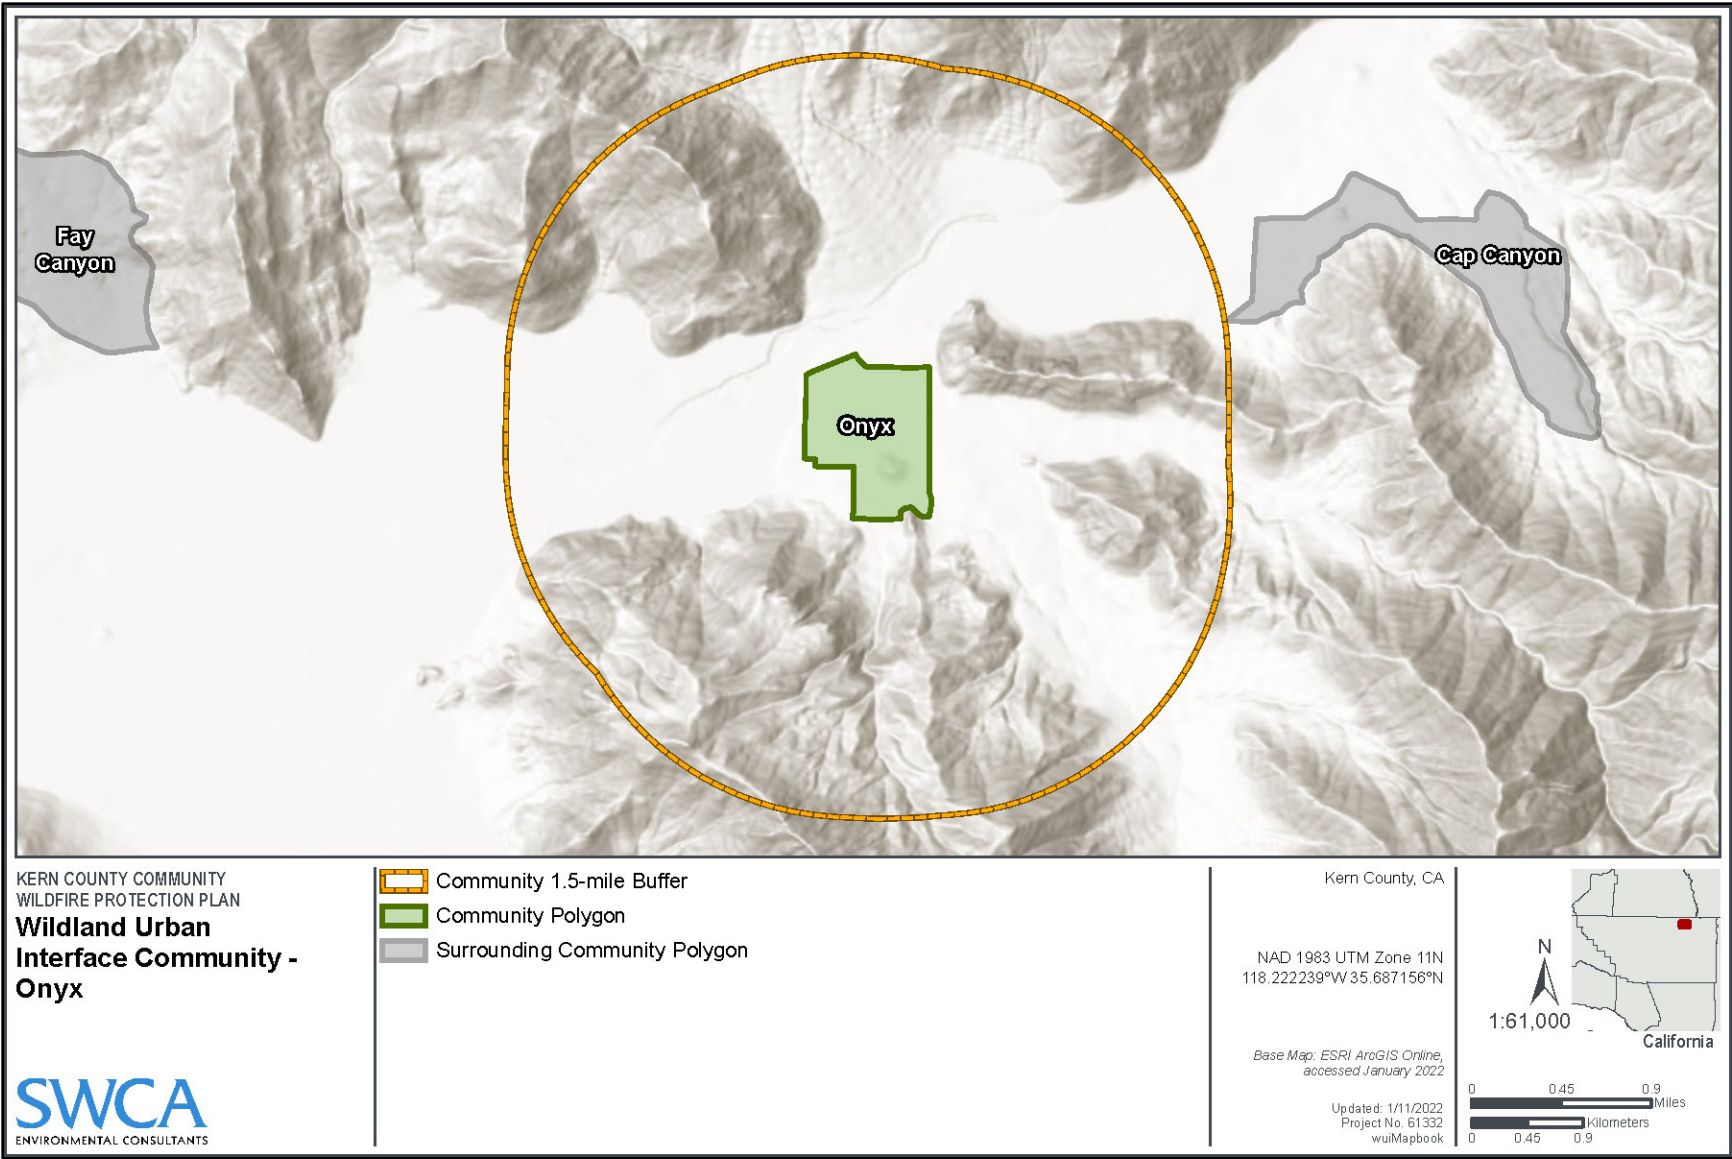 Fay
Canyon
Cap Canyon
Onyx
KERN COUNTY COMMUNITY
WILDFIRE PROTECTION PLAN
Wildland Urban
Interface Community -
Onyx
SWCA
ENVIRONMENTAL CONSULTANTS
Community 1.5-mile Buffer
Community Polygon
Surrounding Community Polygon
Kern County, CA
NAD 1983 UTM Zone 11N
118.222239°W 35.687156°N
Base Map: ESRI ArcGIS Online,
accessed January 2022
Updated: 1/11/2022
Project No. 61332
wuiMapbook
N
1:61,000
California
0 0.45 0.9
Miles
Kilometers
0 0.45 0.9